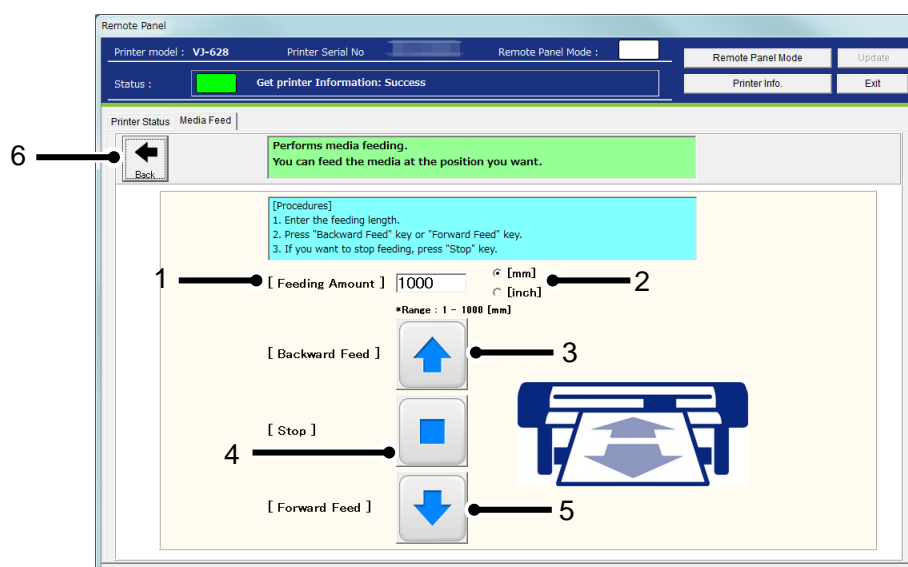 Remote Panel
Printer model : VJ-628 Printer Serial No Remote Panel Mode :
Remote Panel Mode Update
Status : Get printer Information: Success
Printer Info. Exit
Printer Status Media Feed
6
Back
Performs media feeding.
You can feed the media at the position you want.
[Procedures]
1. Enter the feeding length.
2. Press "Backward Feed" key or "Forward Feed" key.
3. If you want to stop feeding, press "Stop" key.
1 [ Feeding Amount ] 1000 [mm] 2
[inch]
*Range : 1 - 1000 [mm]
[ Backward Feed ] 3
[ Stop ]
4
[ Forward Feed ] 5